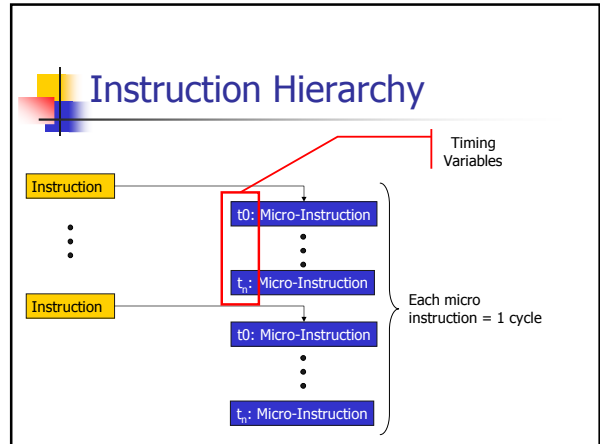 Instruction Hierarchy
Timing
Variables
Instruction
t0: Micro-Instruction
tn: Micro-Instruction
Instruction
t0: Micro-Instruction
tn: Micro-Instruction
Each micro
instruction = 1 cycle